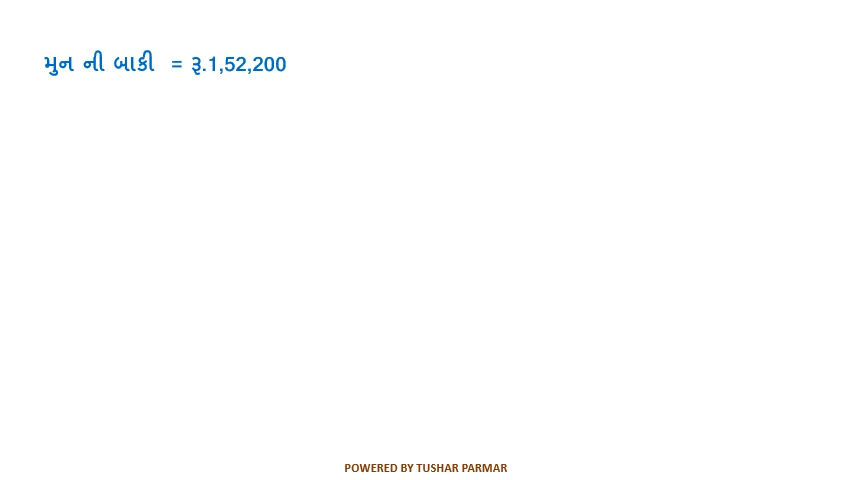 મુન ની બાકી = રૂ.1,52,200
POWERED BY TUSHAR PARMAR